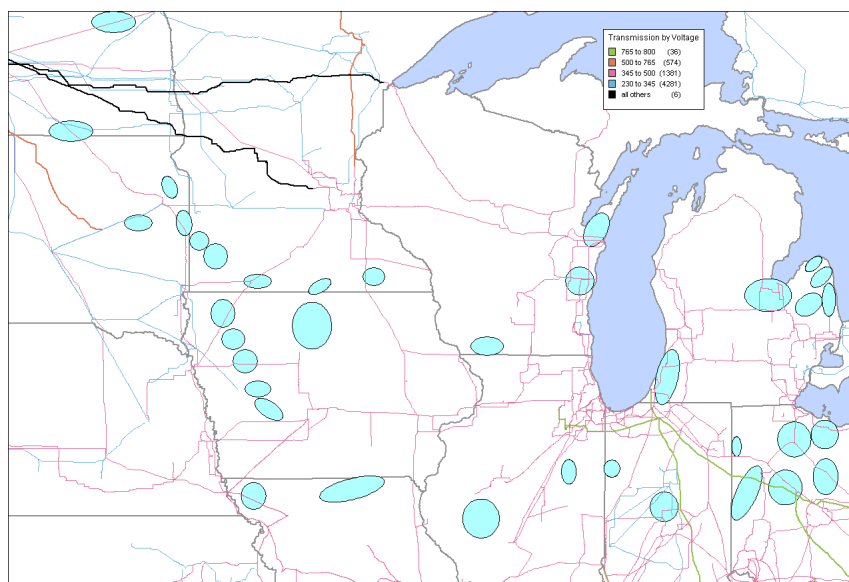 Transmission by Voltage
765 to 800 (36)
500 to 765 (574)
345 to 500 (1381)
230 to 345 (4281)
all others (6)